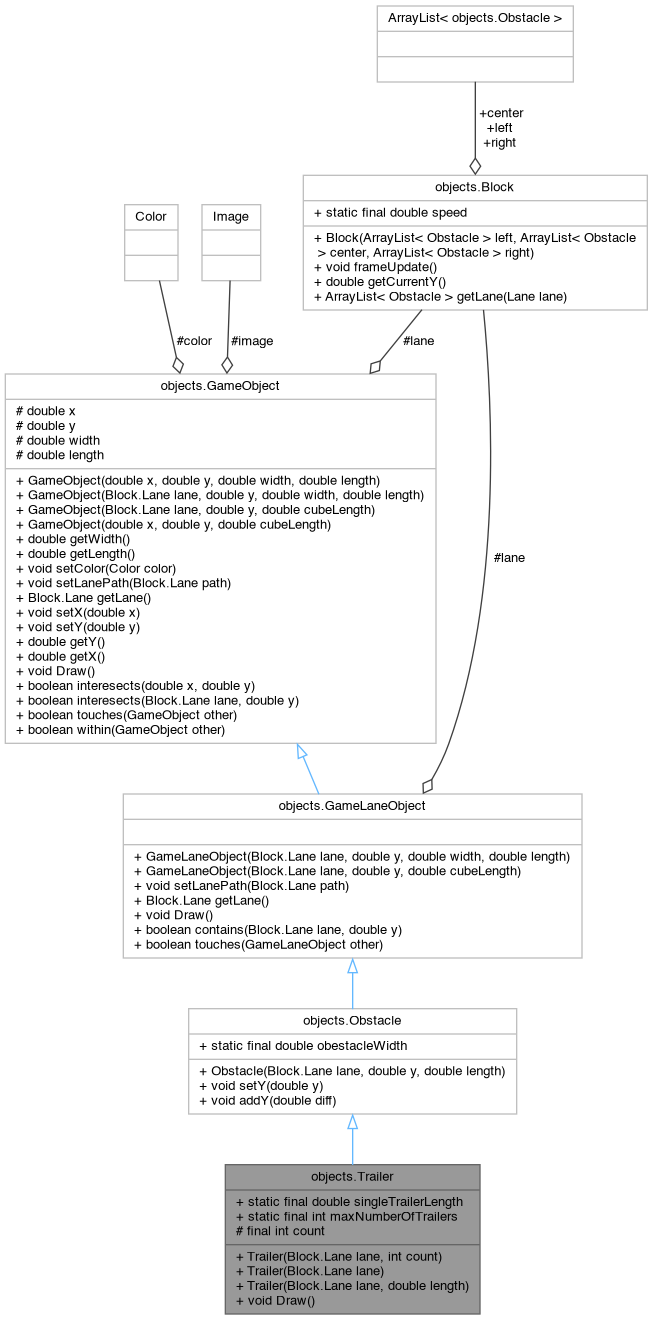 ArrayList< objects.Obstacle >
+center
+left
+right
objects.Block
+ static final double speed
+ Block(ArrayList< Obstacle > left, ArrayList< Obstacle
 > center, ArrayList< Obstacle > right)
+ void frameUpdate()
+ double getCurrentY()
+ ArrayList< Obstacle > getLane(Lane lane)
Color
Image
#color
#image
#lane
objects.GameObject
# double x
# double y
# double width
# double length
+ GameObject(double x, double y, double width, double length)
+ GameObject(Block.Lane lane, double y, double width, double length)
+ GameObject(Block.Lane lane, double y, double cubeLength)
+ GameObject(double x, double y, double cubeLength)
+ double getWidth()
+ double getLength()
+ void setColor(Color color)
+ void setLanePath(Block.Lane path)
+ Block.Lane getLane()
+ void setX(double x)
+ void setY(double y)
+ double getY()
+ double getX()
+ void Draw()
+ boolean interesects(double x, double y)
+ boolean interesects(Block.Lane lane, double y)
+ boolean touches(GameObject other)
+ boolean within(GameObject other)
#lane
objects.GameLaneObject
+ GameLaneObject(Block.Lane lane, double y, double width, double length)
+ GameLaneObject(Block.Lane lane, double y, double cubeLength)
+ void setLanePath(Block.Lane path)
+ Block.Lane getLane()
+ void Draw()
+ boolean contains(Block.Lane lane, double y)
+ boolean touches(GameLaneObject other)
objects.Obstacle
+ static final double obestacleWidth
+ Obstacle(Block.Lane lane, double y, double length)
+ void setY(double y)
+ void addY(double diff)
objects.Trailer
+ static final double singleTrailerLength
+ static final int maxNumberOfTrailers
# final int count
+ Trailer(Block.Lane lane, int count)
+ Trailer(Block.Lane lane)
+ Trailer(Block.Lane lane, double length)
+ void Draw()